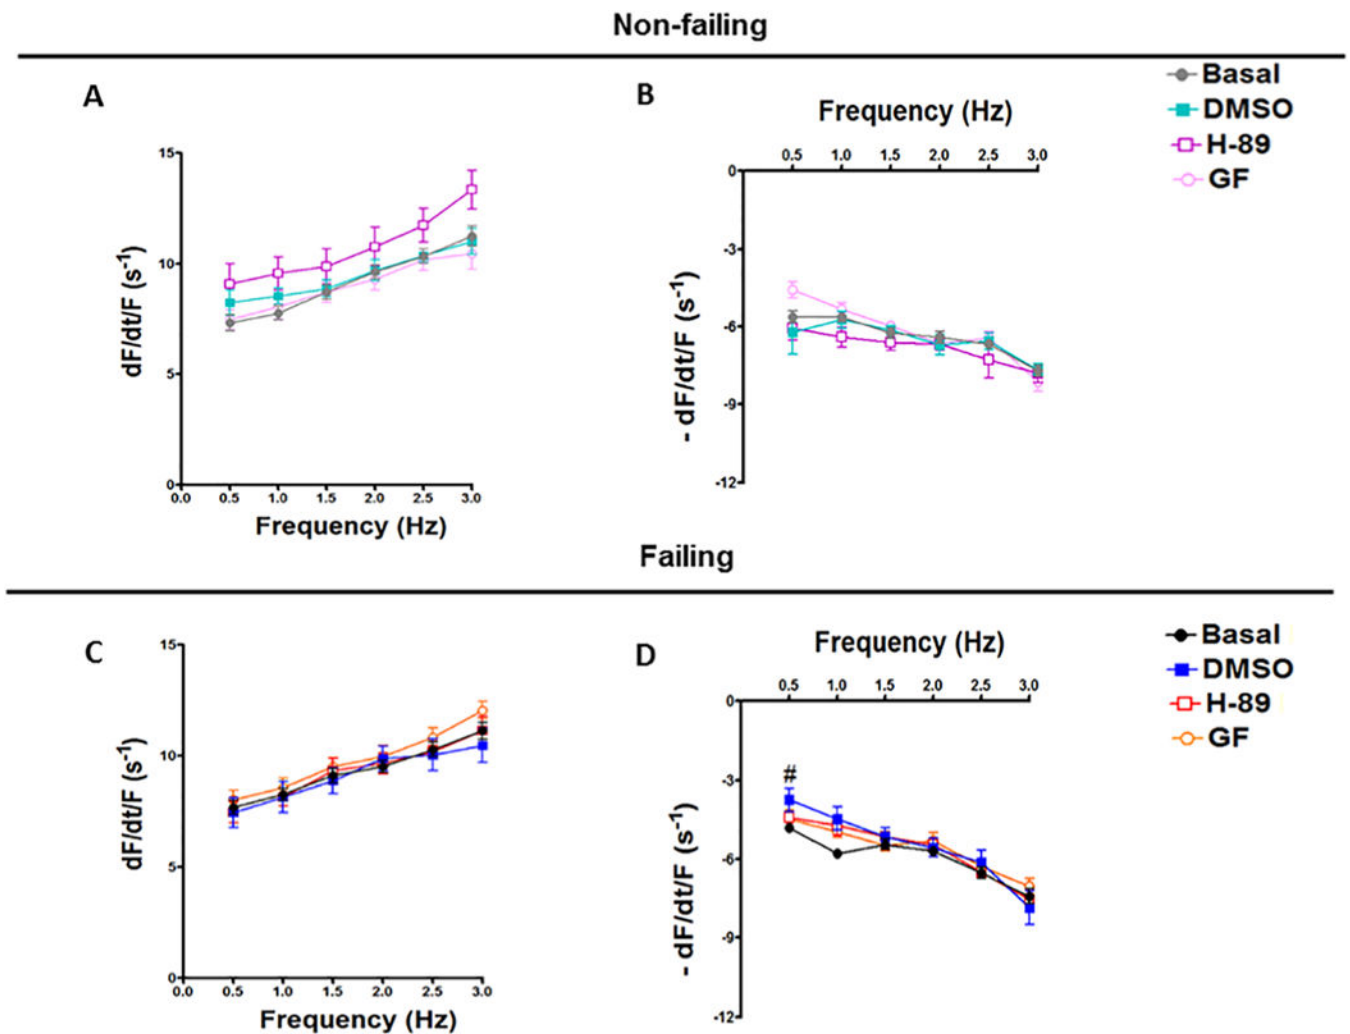 Non-failing
A
15
10
5
0
0.0 0.5 1.0 1.5 2.0 2.5 3.0
Frequency (Hz)
dF/dt/F (s⁻¹)
B
Frequency (Hz)
0.5 1.0 1.5 2.0 2.5 3.0
0
-3
-6
-9
-12
- dF/dt/F (s⁻¹)
Basal
DMSO
H-89
GF
Failing
C
15
10
5
0
0.0 0.5 1.0 1.5 2.0 2.5 3.0
Frequency (Hz)
dF/dt/F (s⁻¹)
D
Frequency (Hz)
0.5 1.0 1.5 2.0 2.5 3.0
0
-3
-6
-9
-12
#
- dF/dt/F (s⁻¹)
Basal
DMSO
H-89
GF